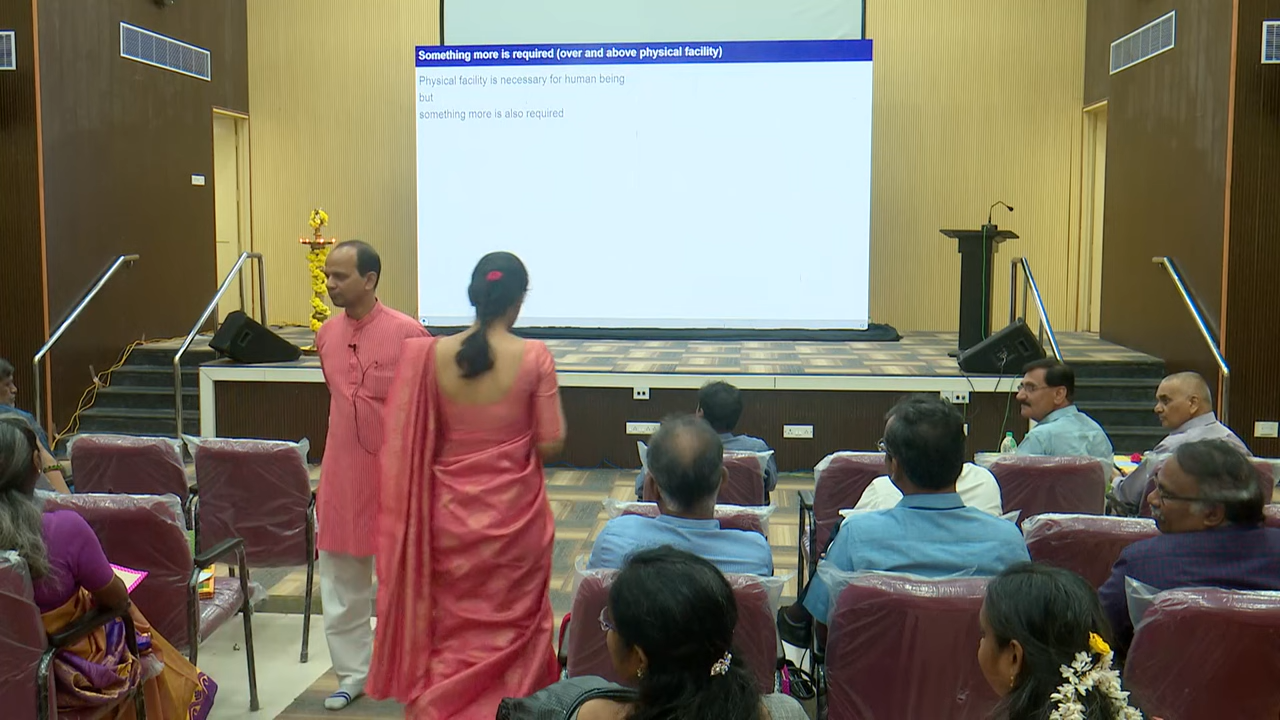 Something more is required (over and above physical facility)
Physical facility is necessary for human being
but
something more is also required